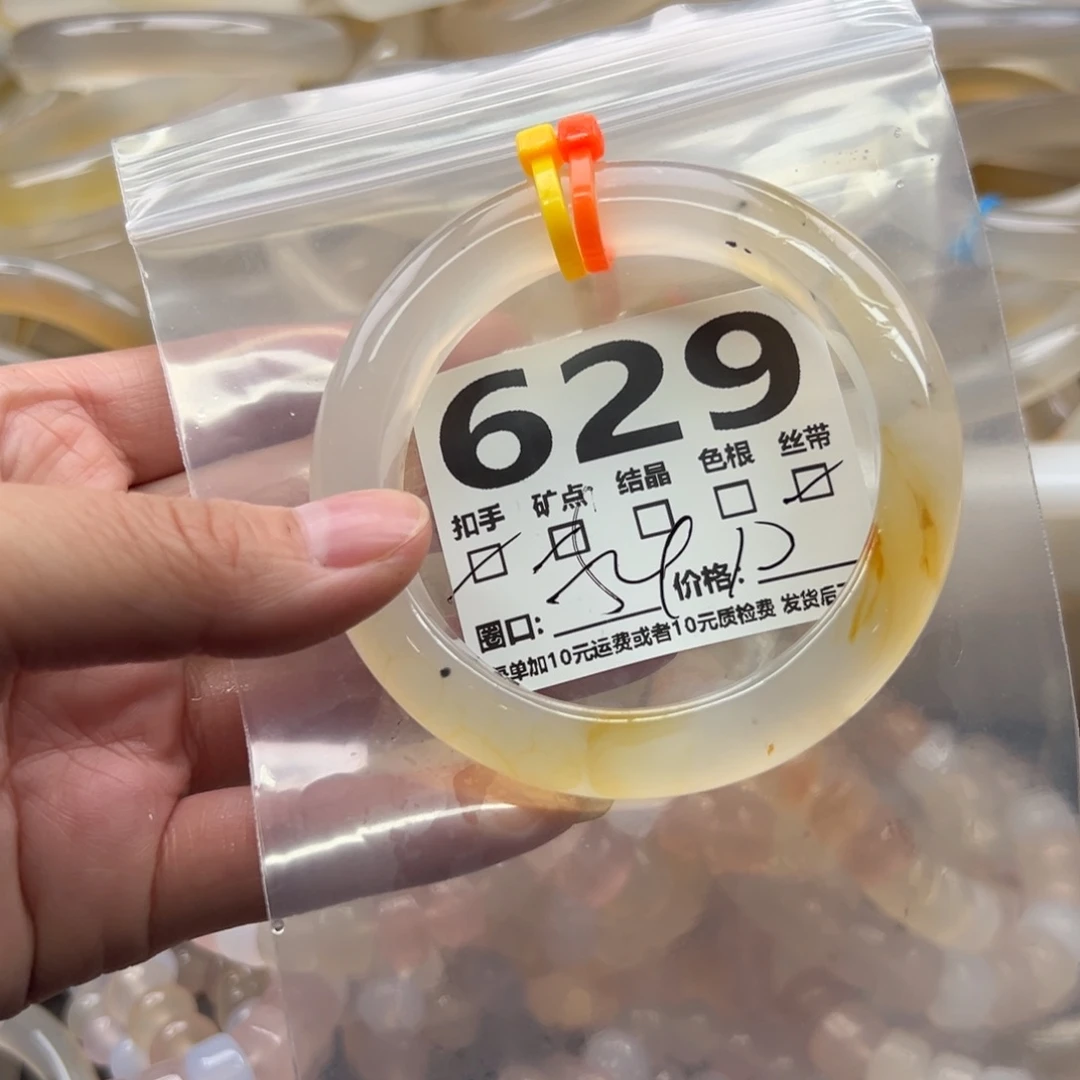 629
扣手 矿点 结晶 色根 丝带
圈口: 价格:
单加10元运费或者10元质检费 发货后